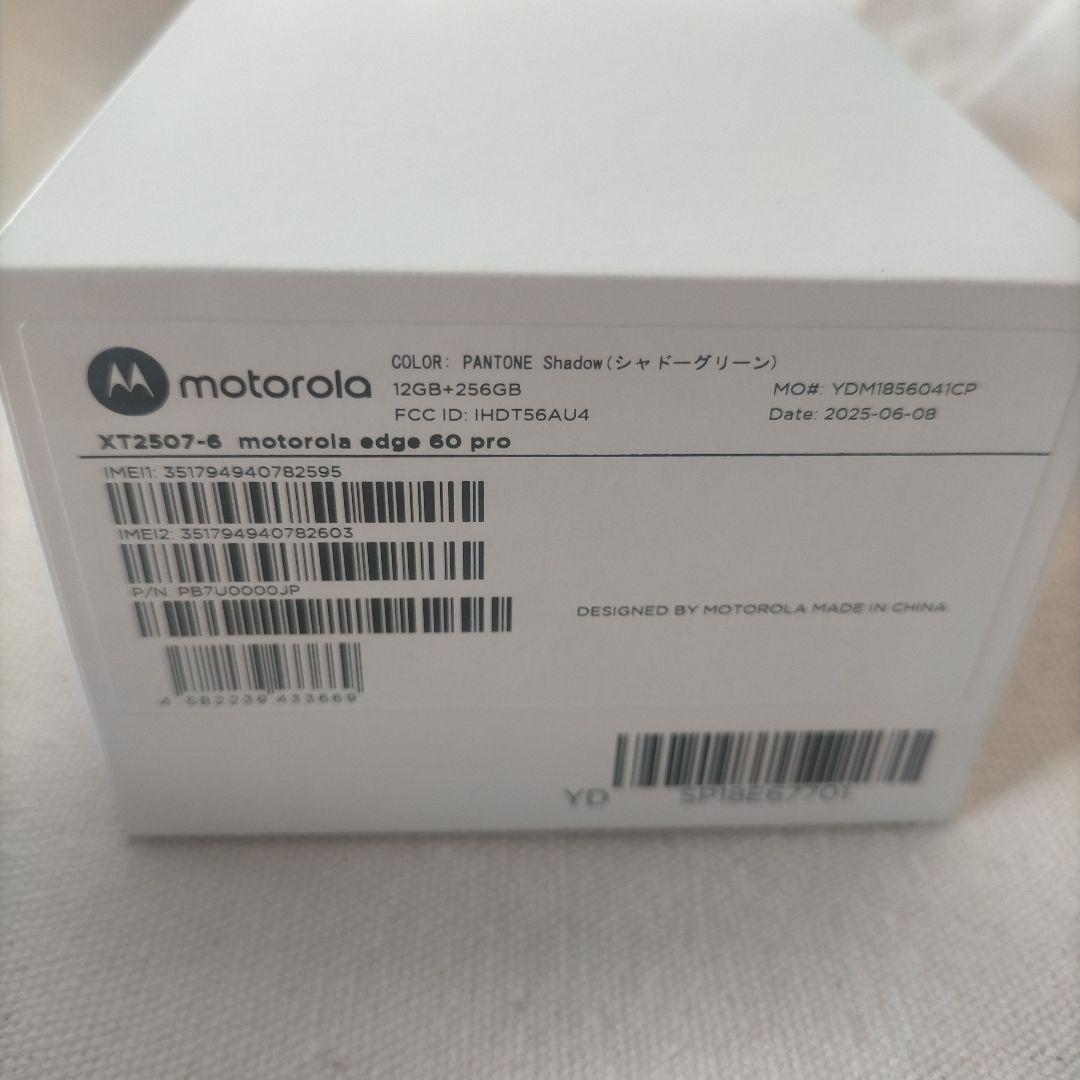 motorola
COLOR: PANTONE Shadow(シャドーグリーン)
12GB+256GB
FCC ID: IHDT56AU4
MO#: YDM1856041CP
Date: 2025-06-08
XT2507-6 motorola edge 60 pro
IMEI1: 351794940782595
IMEI2: 351794940782603
P/N: PB7U0000JP
DESIGNED BY MOTOROLA MADE IN CHINA
4 582239 433669
YD SP18E67701